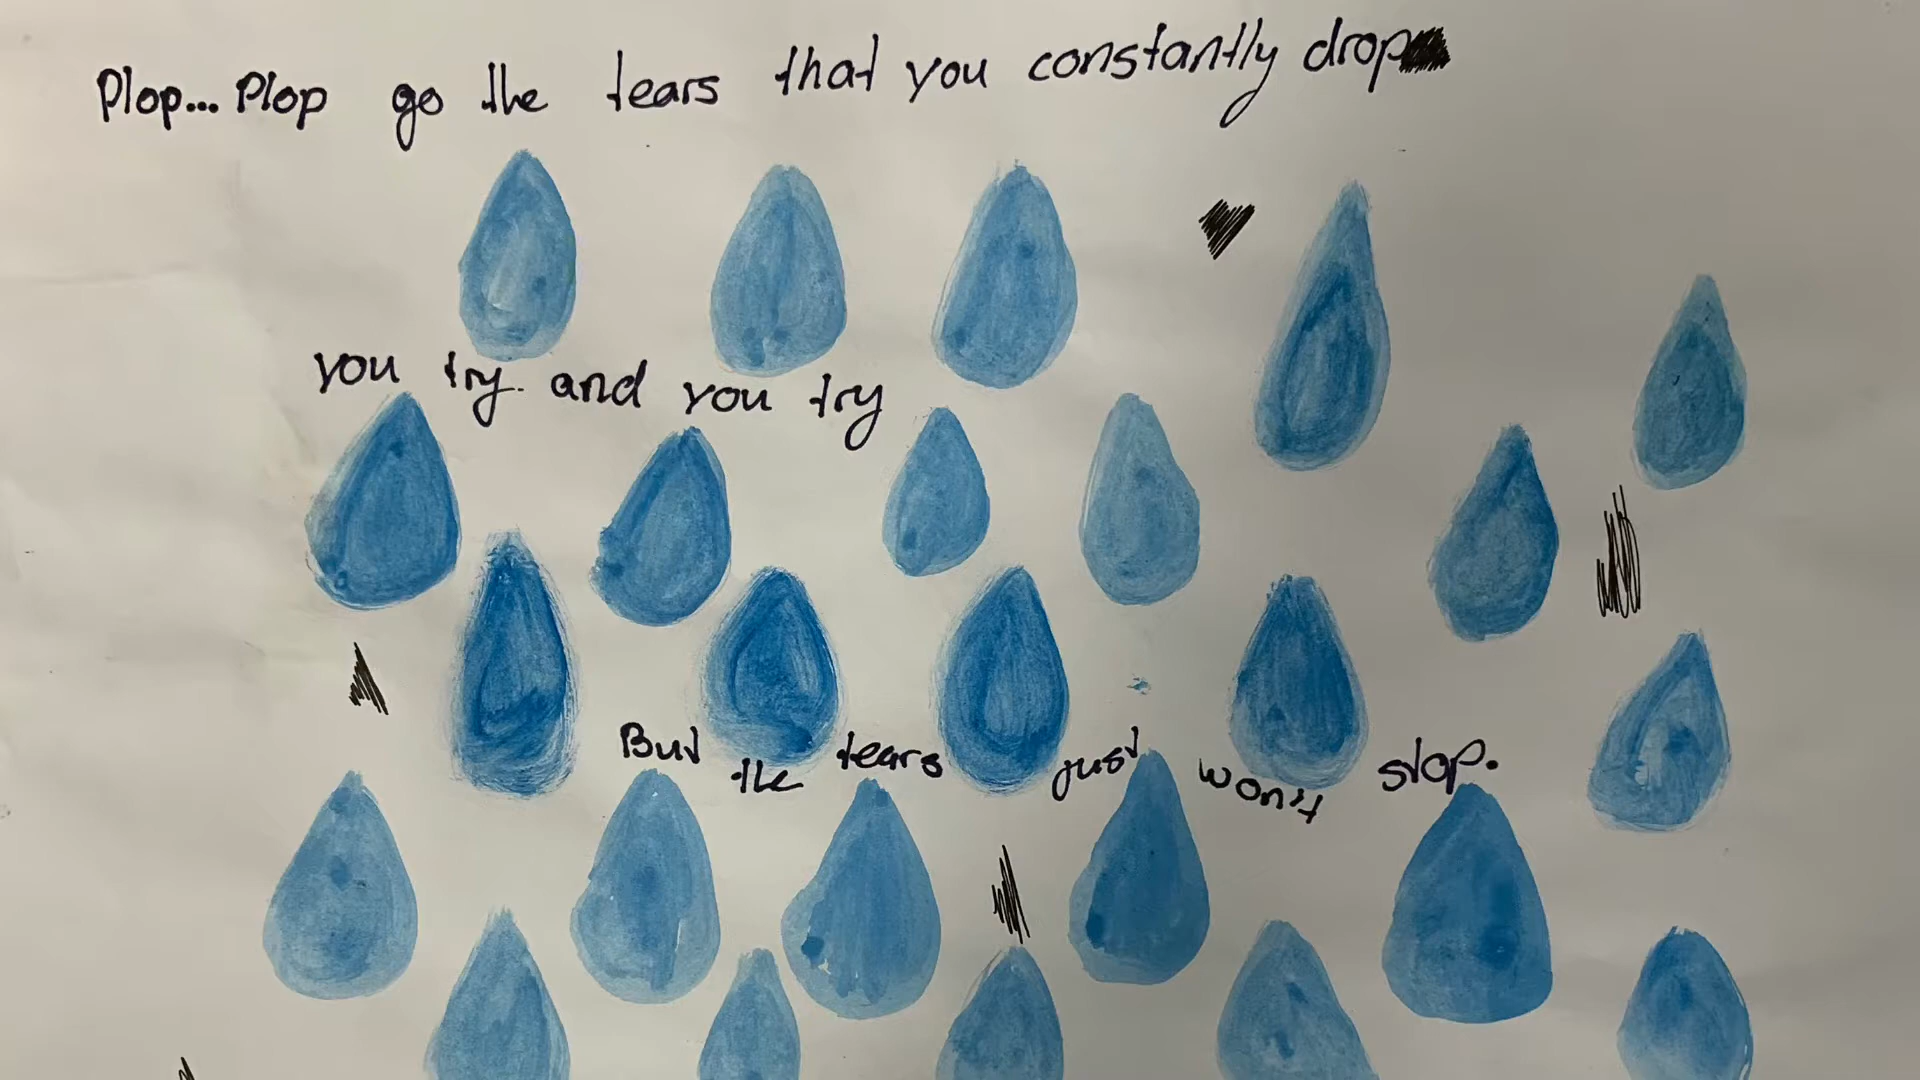 Plop... Plop go the tears that you constantly drop
you try and you try
But the tears just won't stop.